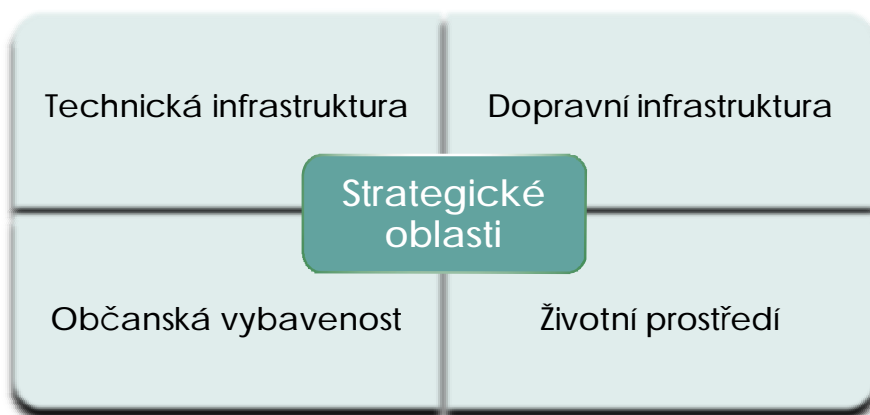 Technická infrastruktura
Dopravní infrastruktura
Strategické
oblasti
Občanská vybavenost
Životní prostředí